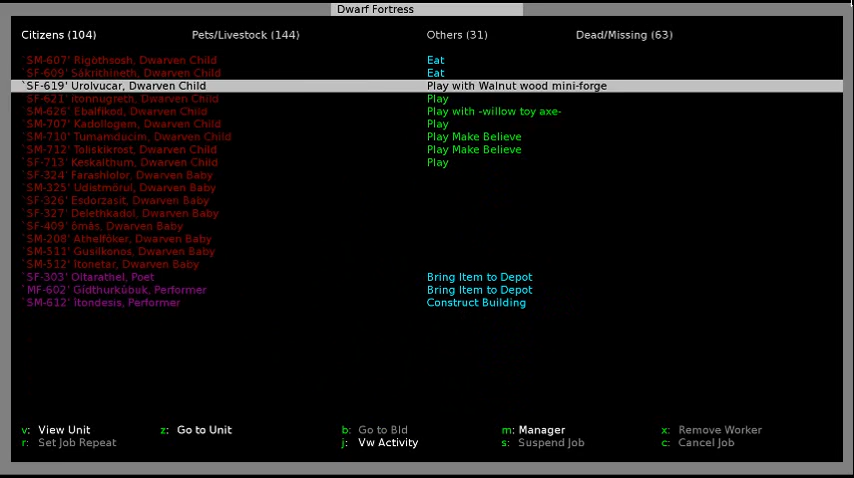 Dwarf Fortress
Citizens (104) Pets/Livestock (144) Others (31) Dead/Missing (63)
`SM-607' Rigòthsosh, Dwarven Child Eat
`SF-609' Sákrithineth, Dwarven Child Eat
`SF-619' Urolvucar, Dwarven Child Play with Walnut wood mini-forge
`SF-621' Itonnugreth, Dwarven Child Play
`SM-626' Ebalfikod, Dwarven Child Play with -willow toy axe-
`SM-707' Kadollogem, Dwarven Child Play
`SM-710' Tumamducim, Dwarven Child Play Make Believe
`SM-712' Toliskikrost, Dwarven Child Play Make Believe
`SF-713' Keskalthum, Dwarven Child Play
`SF-324' Farashlolor, Dwarven Baby
`SM-325' Udistmörul, Dwarven Baby
`SF-326' Esdorzasit, Dwarven Baby
`SF-327' Delethkadol, Dwarven Baby
`SF-409' ömäs, Dwarven Baby
`SM-208' Athelfiker, Dwarven Baby
`SM-511' Gusilkonos, Dwarven Baby
`SM-512' Itonetar, Dwarven Baby
`SF-303' Oltarathel, Poet Bring Item to Depot
`MF-602' Gídthurkûbuk, Performer Bring Item to Depot
`SM-612' Itondesis, Performer Construct Building
v: View Unit z: Go to Unit b: Go to Bld m: Manager x: Remove Worker
r: Set Job Repeat j: Vw Activity s: Suspend Job c: Cancel Job